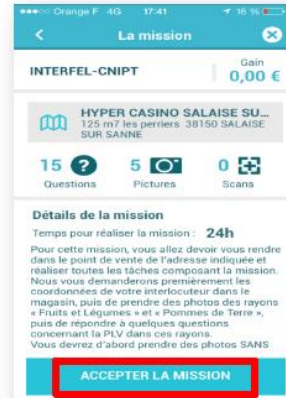 Orange F 4G 17:41 16 %
La mission
INTERFEL-CNIPT
Gain
0,00 €
HYPER CASINO SALAISE SU...
125 m7 les perriers 38150 SALAISE
SUR SANNE
15 ?
5
0
Questions
Pictures
Scans
Détails de la mission
Temps pour réaliser la mission : 24h
Pour cette mission, vous allez devoir vous rendre
dans le point de vente de l'adresse indiquée et
réaliser toutes les tâches composant la mission.
Nous vous demanderons premièrement les
coordonnées de votre interlocuteur dans le
magasin, puis de prendre des photos des rayons
« Fruits et Légumes » et « Pommes de Terre »,
puis de répondre à quelques questions
concernant la PLV dans ces rayons.
Vous devrez d'abord prendre des photos SANS
ACCEPTER LA MISSION